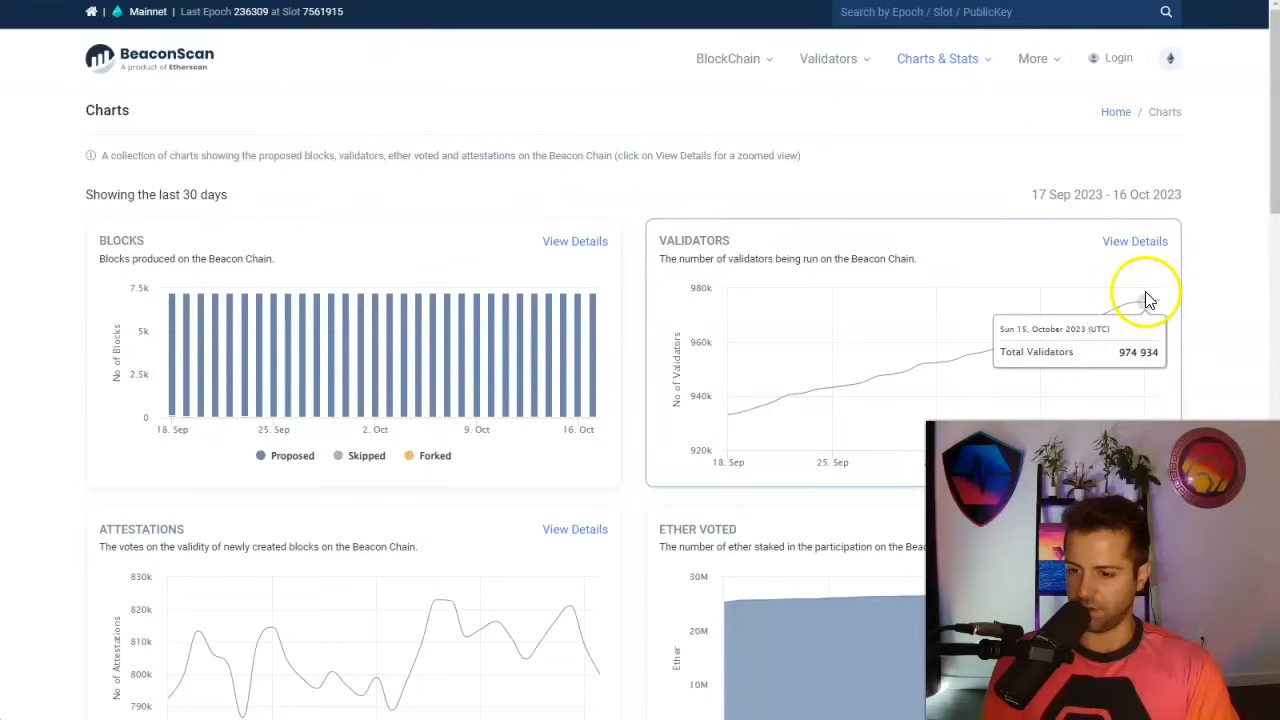 Mainnet | Last Epoch 236309 at Slot 7561915
Search by Epoch / Slot / PublicKey
BeaconScan
A product of Etherscan
BlockChain
Validators
Charts & Stats
More
Login
Charts
Home / Charts
A collection of charts showing the proposed blocks, validators, ether voted and attestations on the Beacon Chain (click on View Details for a zoomed view)
Showing the last 30 days
17 Sep 2023 - 16 Oct 2023
BLOCKS
View Details
Blocks produced on the Beacon Chain.
7.5k
5k
2.5k
0
No of Blocks
18. Sep
25. Sep
2. Oct
9. Oct
16. Oct
Proposed
Skipped
Forked
VALIDATORS
View Details
The number of validators being run on the Beacon Chain.
980k
960k
940k
920k
No of Validators
Sun 15, October 2023 (UTC)
Total Validators 974 934
18. Sep
25. Sep
ATTESTATIONS
View Details
The votes on the validity of newly created blocks on the Beacon Chain.
830k
820k
810k
800k
790k
No of Attestations
ETHER VOTED
The number of ether staked in the participation on the Bea
30M
20M
10M
Ether